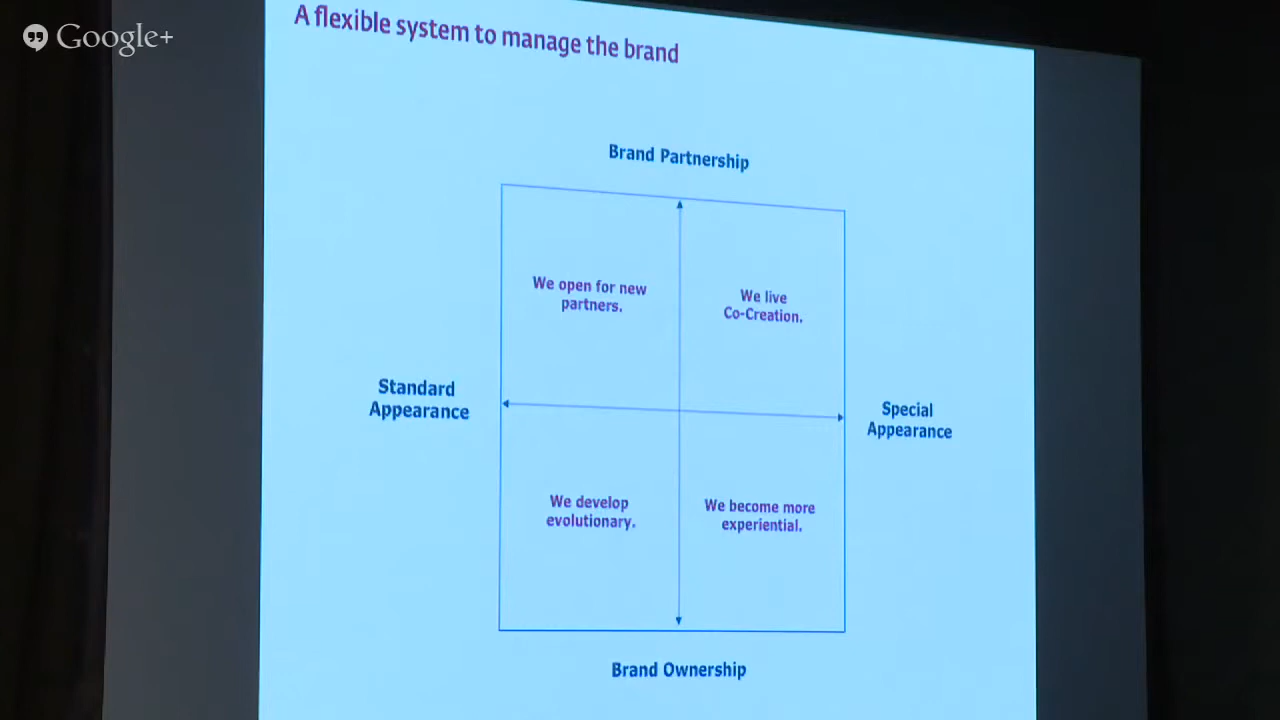 Google+
A flexible system to manage the brand
Brand Partnership
We open for new
partners.
We live
Co-Creation.
Standard
Appearance
Special
Appearance
We develop
evolutionary.
We become more
experiential.
Brand Ownership